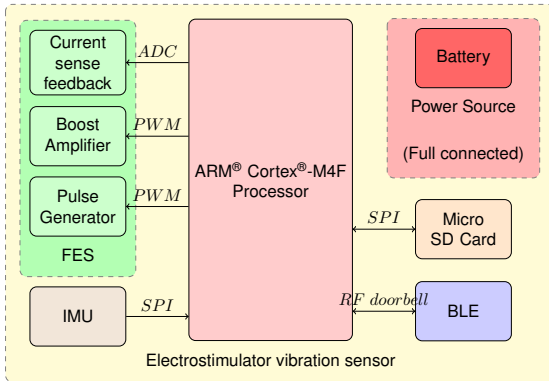 Current
sense
feedback
ADC
Boost
Amplifier
PWM
Pulse
Generator
PWM
FES
IMU
SPI
ARM® Cortex®-M4F
Processor
Battery
Power Source
(Full connected)
SPI
Micro
SD Card
RF doorbell
BLE
Electrostimulator vibration sensor